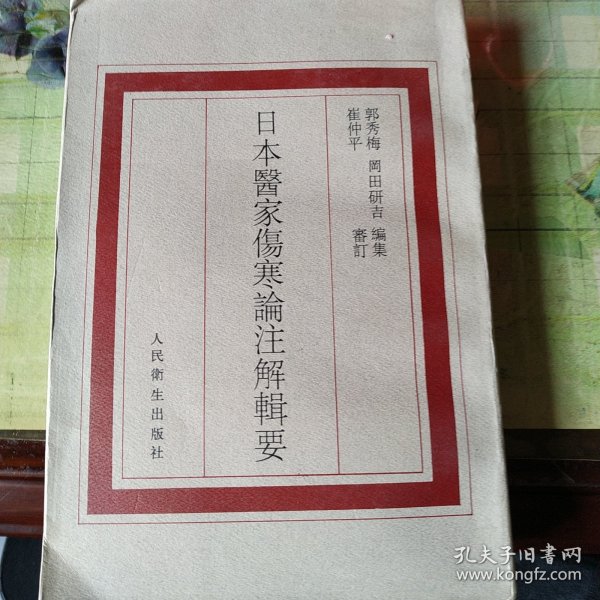 郭秀梅 岡田研吉 編集
崔仲平 審訂
日本醫家傷寒論注解輯要
人民衛生出版社
孔夫子旧书网
www.kongfz.com